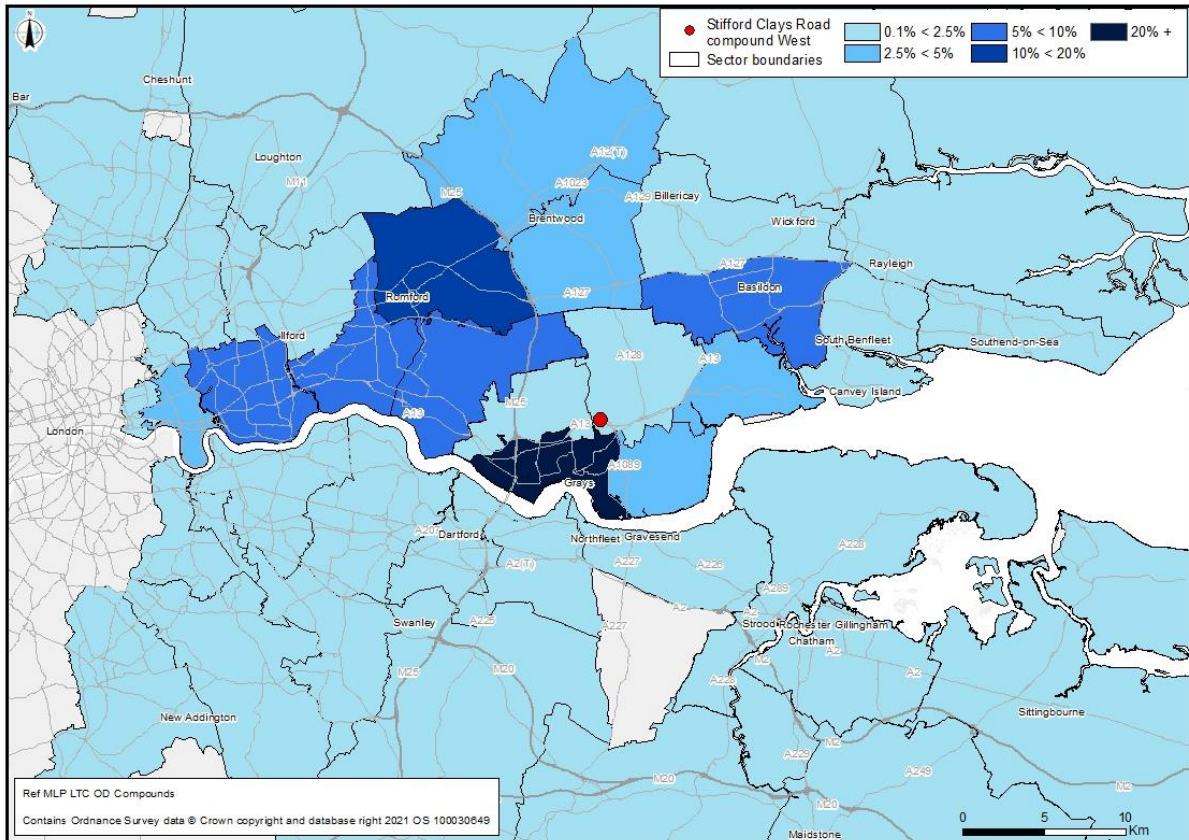 N
Stifford Clays Road
compound West
Sector boundaries
0.1% < 2.5%
2.5% < 5%
5% < 10%
10% < 20%
20% +
Cheshunt
Bar
Loughton
M11
M25
A12(T)
A1023
Brentwood
A129
Billericay
Wickford
Rayleigh
A127
Basildon
Romford
A127
Ilford
South Benfleet
Southend-on-Sea
A128
A13
Canvey Island
London
A13
M25
A13
A1089
Grays
Dartford
A207
Northfleet
Gravesend
A2(T)
A227
A226
A228
A289
A2
A2
Strood
Rochester
Gillingham
Chatham
A227
Swanley
A225
M2
A2
A2
M25
M20
A228
New Addington
Sittingbourne
M2
A229
A249
M2
M20
M20
Maidstone
Ref MLP LTC OD Compounds
Contains Ordnance Survey data © Crown copyright and database right 2021 OS 100030649
0 5 10
Km